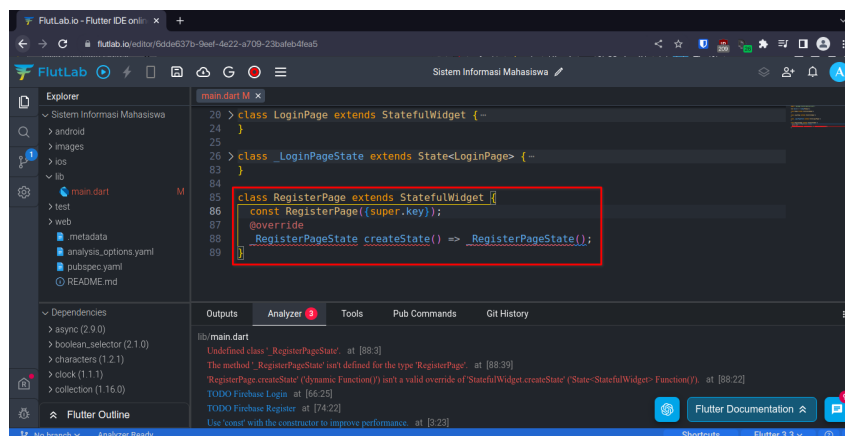 FlutLab.io - Flutter IDE onlin × +
flutlab.io/editor/6dde637b-9eef-4e22-a709-23bafeb4fea5
FlutLab
Sistem Informasi Mahasiswa
Explorer
Sistem Informasi Mahasiswa
android
images
ios
lib
main.dart M
test
web
.metadata
analysis_options.yaml
pubspec.yaml
README.md
Dependencies
async (2.9.0)
boolean_selector (2.1.0)
characters (1.2.1)
clock (1.1.1)
collection (1.16.0)
Flutter Outline
main.dart M ×
20 > class LoginPage extends StatefulWidget {
24 }
25
26 > class _LoginPageState extends State<LoginPage> {
83 }
84
85 class RegisterPage extends StatefulWidget {
86 const RegisterPage({super.key});
87 @override
88 _RegisterPageState createState() => _RegisterPageState();
89 }
Outputs Analyzer 3 Tools Pub Commands Git History
lib/main.dart
Undefined class '_RegisterPageState'. at [88:3]
The method '_RegisterPageState' isn't defined for the type 'RegisterPage'. at [88:39]
'RegisterPage.createState' ('dynamic Function()') isn't a valid override of 'StatefulWidget.createState' ('State<StatefulWidget> Function()'). at [88:22]
TODO Firebase Login at [66:25]
TODO Firebase Register at [74:22]
Use 'const' with the constructor to improve performance. at [3:23]
Flutter Documentation
No branch Analyzer Ready
Shortcuts Flutter 3.3